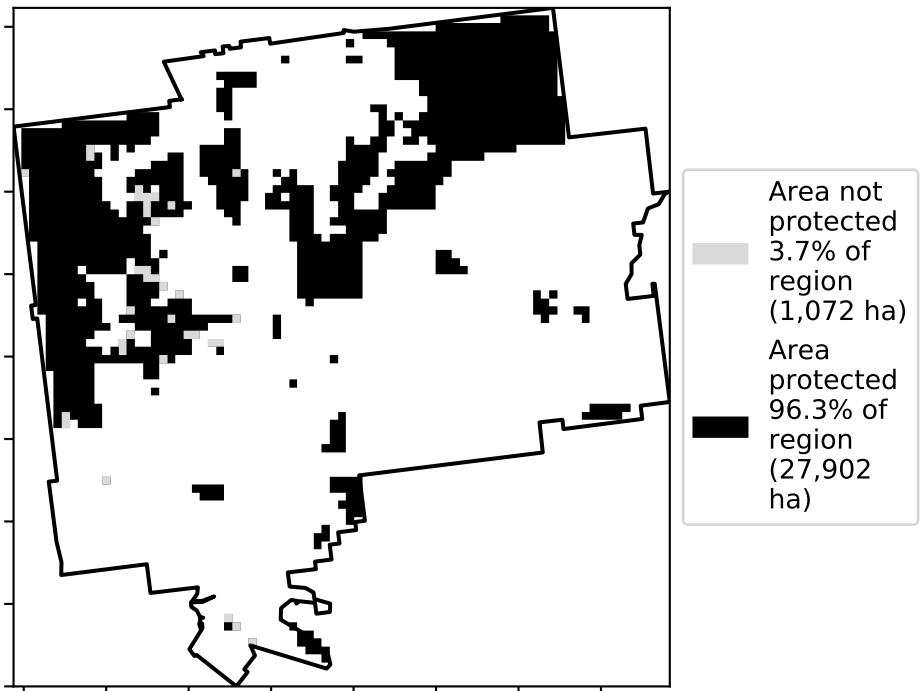 Area not
protected
3.7% of
region
(1,072 ha)
Area
protected
96.3% of
region
(27,902
ha)